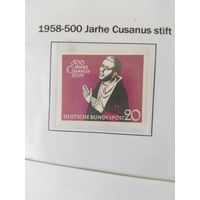 1958-500 Jarhe Cusanus stift
500
JAHRE
CUSANUS
STIFT
DEUTSCHE BUNDESPOST
20